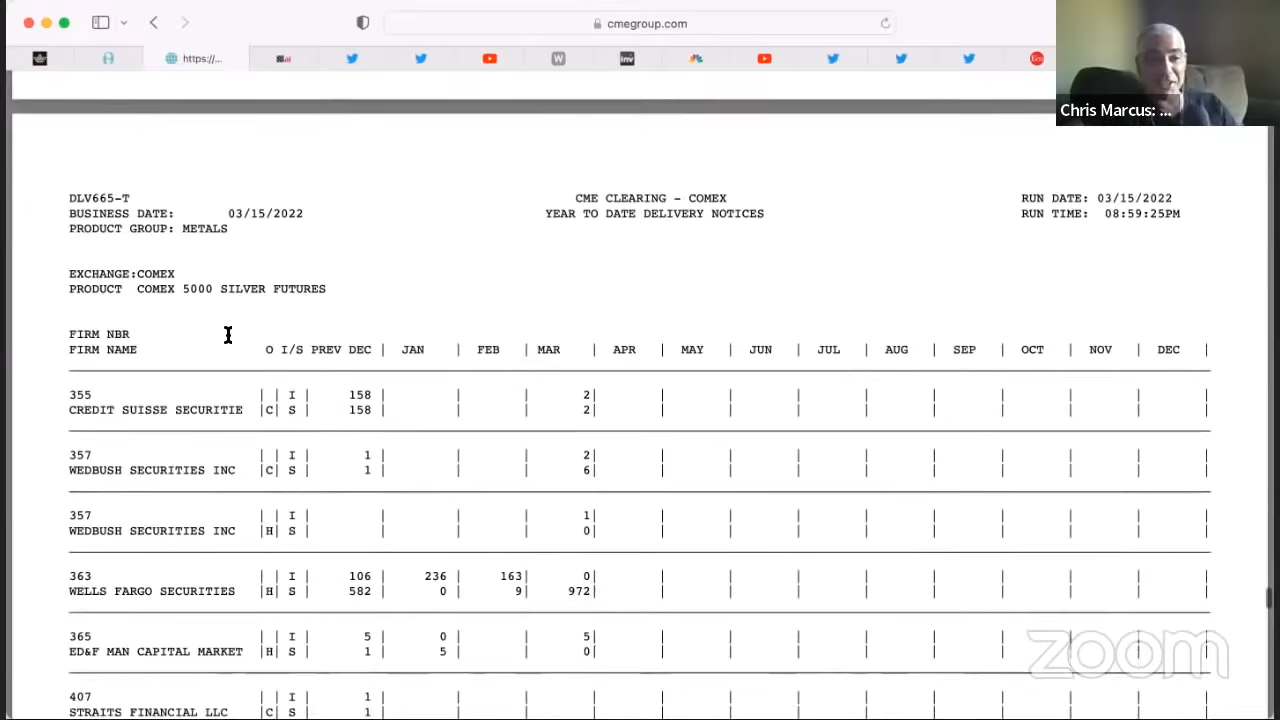 cmegroup.com
https://...
W
inv
Chris Marcus: ...
DLV665-T CME CLEARING - COMEX RUN DATE: 03/15/2022
BUSINESS DATE: 03/15/2022 YEAR TO DATE DELIVERY NOTICES RUN TIME: 08:59:25PM
PRODUCT GROUP: METALS
EXCHANGE:COMEX
PRODUCT COMEX 5000 SILVER FUTURES
FIRM NBR
FIRM NAME O I/S PREV DEC | JAN | FEB | MAR | APR | MAY | JUN | JUL | AUG | SEP | OCT | NOV | DEC |
355 | | I | 158 | | | 2| | | | | | | | | |
CREDIT SUISSE SECURITIE |C| S | 158 | | | 2| | | | | | | | | |
357 | | I | 1 | | | 2| | | | | | | | | |
WEDBUSH SECURITIES INC |C| S | 1 | | | 6| | | | | | | | | |
357 | | I | | | | 1| | | | | | | | | |
WEDBUSH SECURITIES INC |H| S | | | | 0| | | | | | | | | |
363 | | I | 106 | 236 | 163| 0| | | | | | | | | |
WELLS FARGO SECURITIES |H| S | 582 | 0 | 9| 972| | | | | | | | | |
365 | | I | 5 | 0 | | 5| | | | | | | | | |
ED&F MAN CAPITAL MARKET |H| S | 1 | 5 | | 0| | | | | | | | | |
407 | | I | 1 | | | | | | | | | | | | |
STRAITS FINANCIAL LLC |C| S | 1 | | | | | | | | | | | | |
zoom